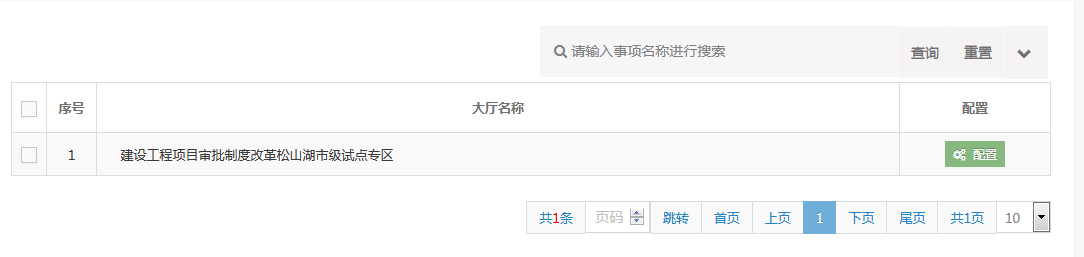 请输入事项名称进行搜索 查询 重置
序号 大厅名称 配置
1 建设工程项目审批制度改革松山湖市级试点专区 配置
共1条 页码 跳转 首页 上页 1 下页 尾页 共1页 10